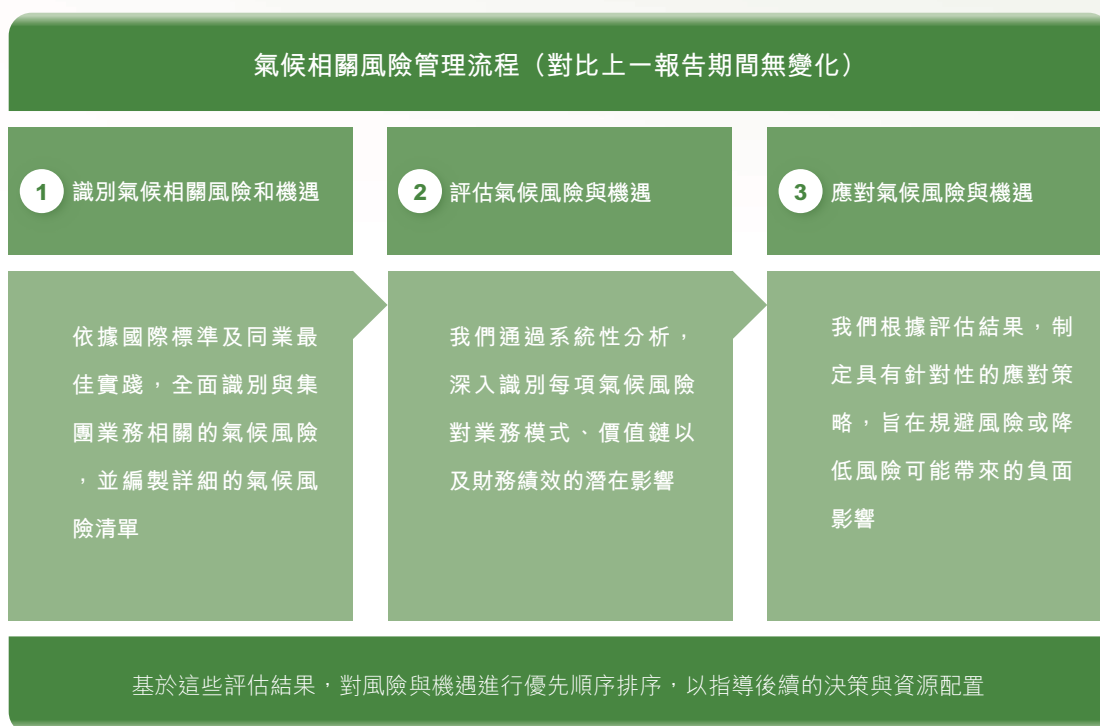 氣候相關風險管理流程（對比上一報告期間無變化）
1 識別氣候相關風險和機遇
依據國際標準及同業最
佳實踐，全面識別與集
團業務相關的氣候風險
，並編製詳細的氣候風
險清單
2 評估氣候風險與機遇
我們通過系統性分析，
深入識別每項氣候風險
對業務模式、價值鏈以
及財務績效的潛在影響
3 應對氣候風險與機遇
我們根據評估結果，制
定具有針對性的應對策
略，旨在規避風險或降
低風險可能帶來的負面
影響
基於這些評估結果，對風險與機遇進行優先順序排序，以指導後續的決策與資源配置